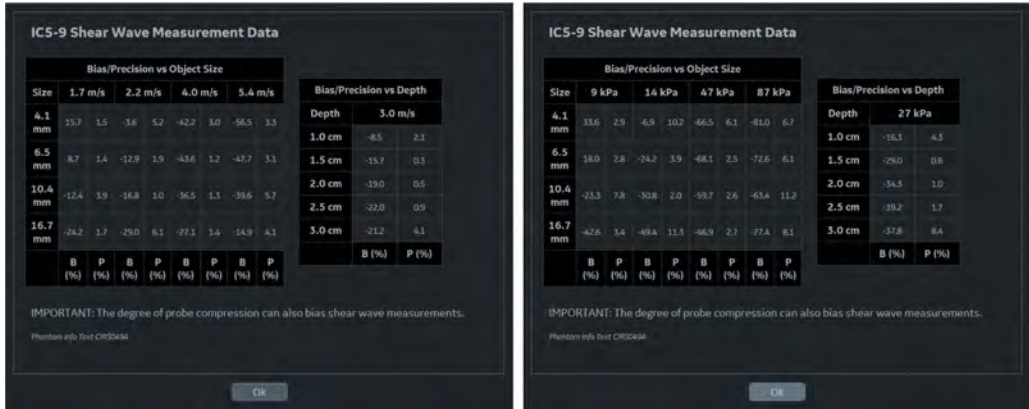 IC5-9 Shear Wave Measurement Data
Bias/Precision vs Object Size
Size 1.7 m/s 2.2 m/s 4.0 m/s 5.4 m/s
4.1 mm 15.7 1.5 -3.6 5.2 -42.2 3.0 -56.5 3.3
6.5 mm 8.7 1.4 -12.9 1.9 -43.6 1.2 -47.7 3.1
10.4 mm -12.4 3.9 -16.8 1.0 -36.5 1.3 -39.6 5.7
16.7 mm -24.2 1.7 -29.0 6.1 -27.1 1.4 -14.9 4.1
B (%) P (%) B (%) P (%) B (%) P (%) B (%) P (%)
Bias/Precision vs Depth
Depth 3.0 m/s
1.0 cm -8.5 2.1
1.5 cm -15.7 0.3
2.0 cm -19.0 0.5
2.5 cm -22.0 0.9
3.0 cm -21.2 4.1
B (%) P (%)
IMPORTANT: The degree of probe compression can also bias shear wave measurements.
Phantom Info Text CIRS049A
Ok
IC5-9 Shear Wave Measurement Data
Bias/Precision vs Object Size
Size 9 kPa 14 kPa 47 kPa 87 kPa
4.1 mm 33.6 2.9 -6.9 10.2 -66.5 6.1 -81.0 6.7
6.5 mm 18.0 2.8 -24.2 3.9 -68.1 2.5 -72.6 6.1
10.4 mm -23.3 7.8 -30.8 2.0 -59.7 2.6 -63.4 11.2
16.7 mm -42.6 3.4 -49.4 11.3 -46.9 2.7 -27.4 8.1
B (%) P (%) B (%) P (%) B (%) P (%) B (%) P (%)
Bias/Precision vs Depth
Depth 27 kPa
1.0 cm -16.3 4.3
1.5 cm -29.0 0.6
2.0 cm -34.3 1.0
2.5 cm -39.2 1.7
3.0 cm -37.8 8.4
B (%) P (%)
IMPORTANT: The degree of probe compression can also bias shear wave measurements.
Phantom Info Text CIRS049A
Ok